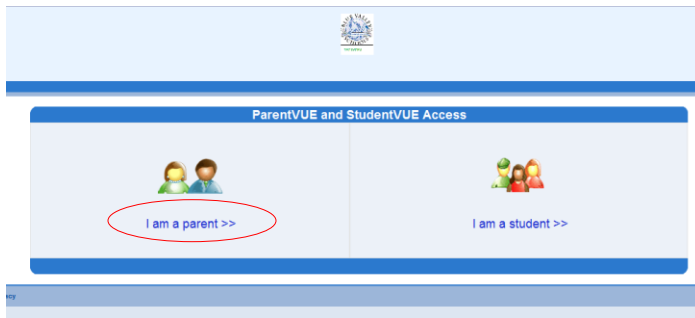 ParentVUE and StudentVUE Access
I am a parent >>
I am a student >>